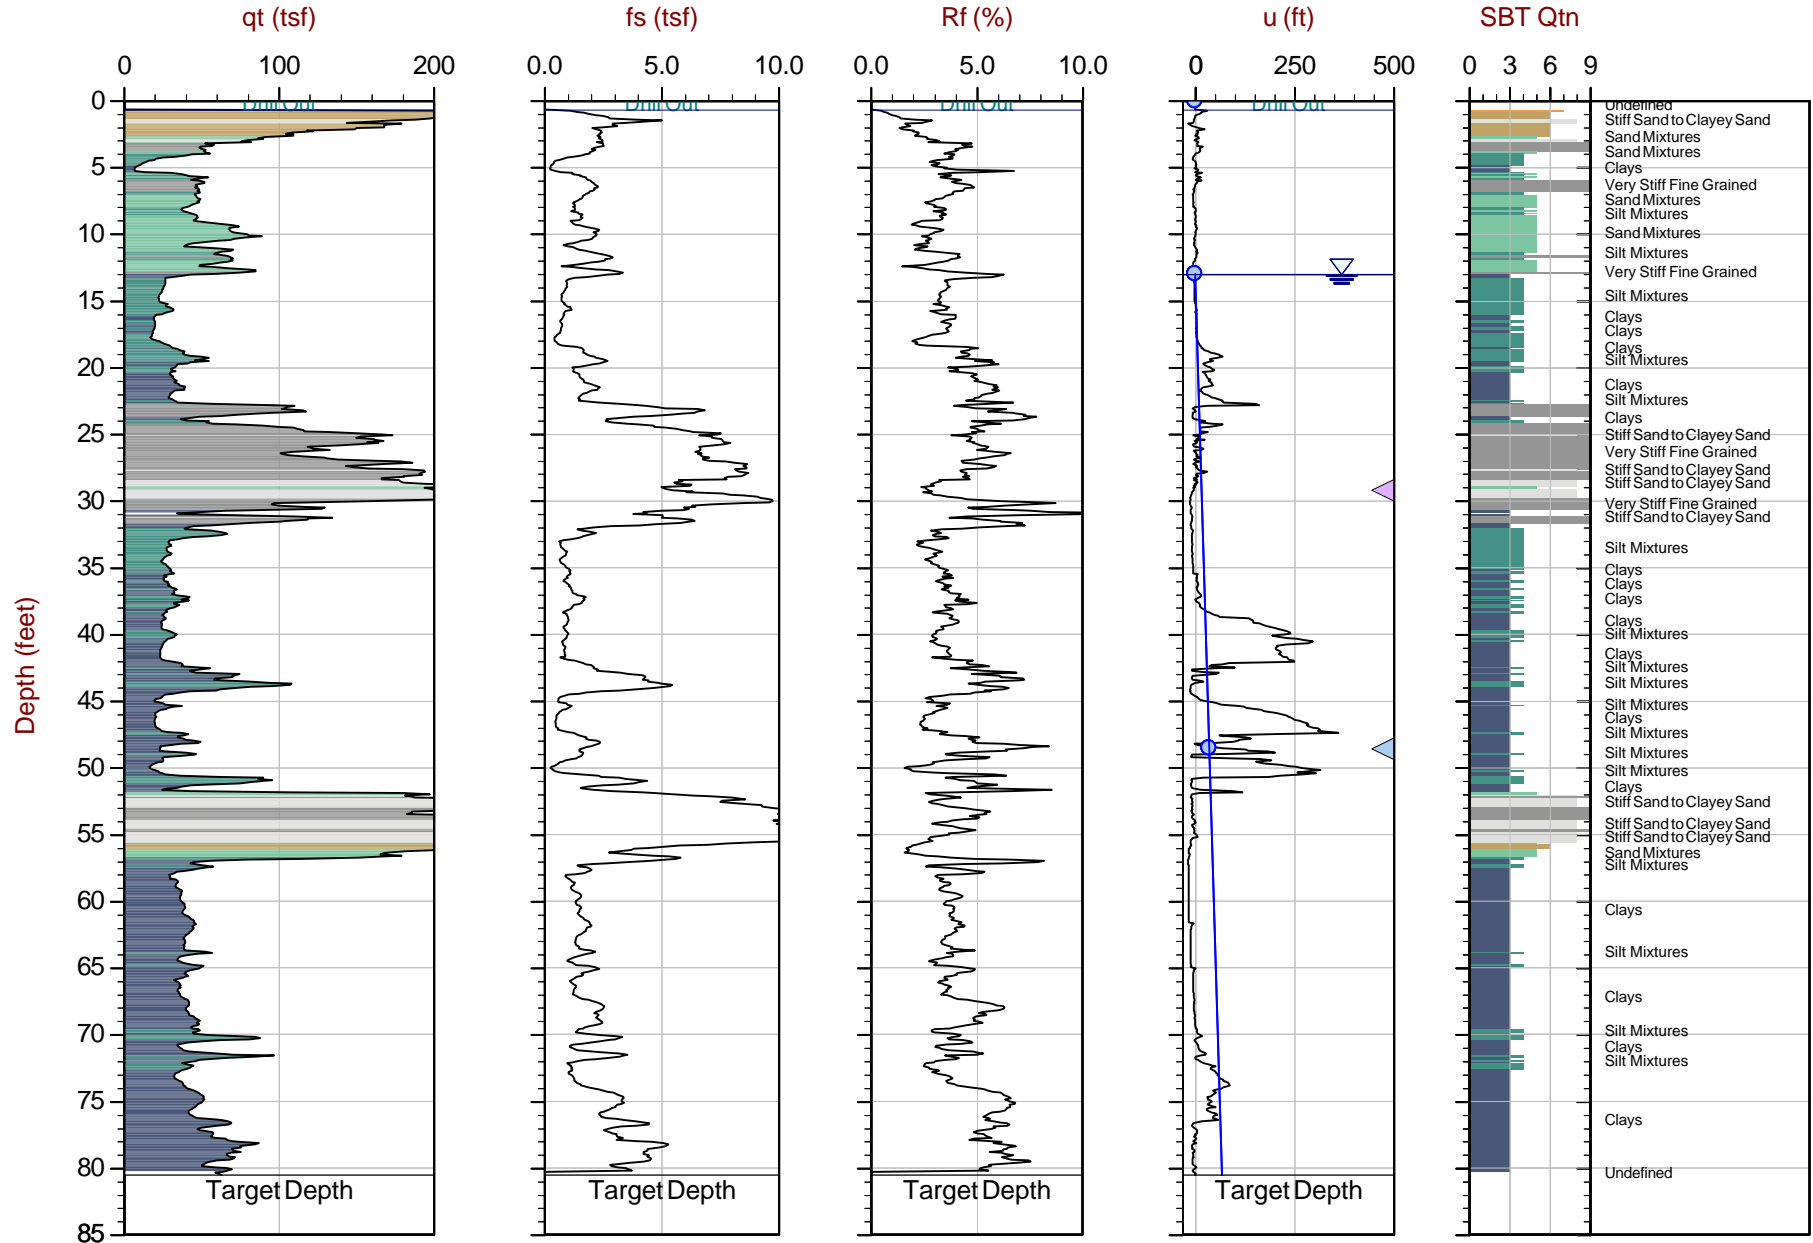 qt (tsf) fs (tsf) Rf (%) u (ft) SBT Qtn
0 100 200 0.0 5.0 10.0 0.0 5.0 10.0 0 250 500 0 3 6 9
Drill Out Drill Out Drill Out Drill Out
Depth (feet)
0
5
10
15
20
25
30
35
40
45
50
55
60
65
70
75
80
85
Undefined
Stiff Sand to Clayey Sand
Sand Mixtures
Sand Mixtures
Clays
Very Stiff Fine Grained
Sand Mixtures
Silt Mixtures
Sand Mixtures
Silt Mixtures
Very Stiff Fine Grained
Silt Mixtures
Clays
Clays
Clays
Silt Mixtures
Clays
Silt Mixtures
Clays
Stiff Sand to Clayey Sand
Very Stiff Fine Grained
Stiff Sand to Clayey Sand
Stiff Sand to Clayey Sand
Very Stiff Fine Grained
Stiff Sand to Clayey Sand
Silt Mixtures
Clays
Clays
Clays
Clays
Silt Mixtures
Clays
Silt Mixtures
Silt Mixtures
Silt Mixtures
Clays
Silt Mixtures
Silt Mixtures
Silt Mixtures
Clays
Stiff Sand to Clayey Sand
Stiff Sand to Clayey Sand
Stiff Sand to Clayey Sand
Sand Mixtures
Silt Mixtures
Clays
Silt Mixtures
Clays
Silt Mixtures
Clays
Silt Mixtures
Clays
Undefined
Target Depth Target Depth Target Depth Target Depth